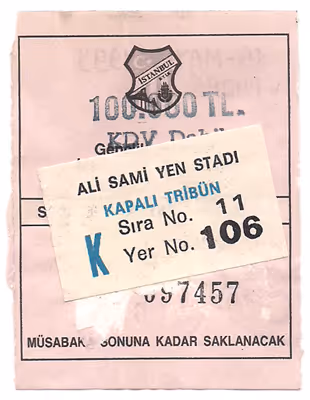 İSTANBUL
100.000 TL.
KDV Dahil
ALİ SAMİ YEN STADI
KAPALI TRİBÜN
K
Sıra No. 11
Yer No. 106
097457
MÜSABAK SONUNA KADAR SAKLANACAK